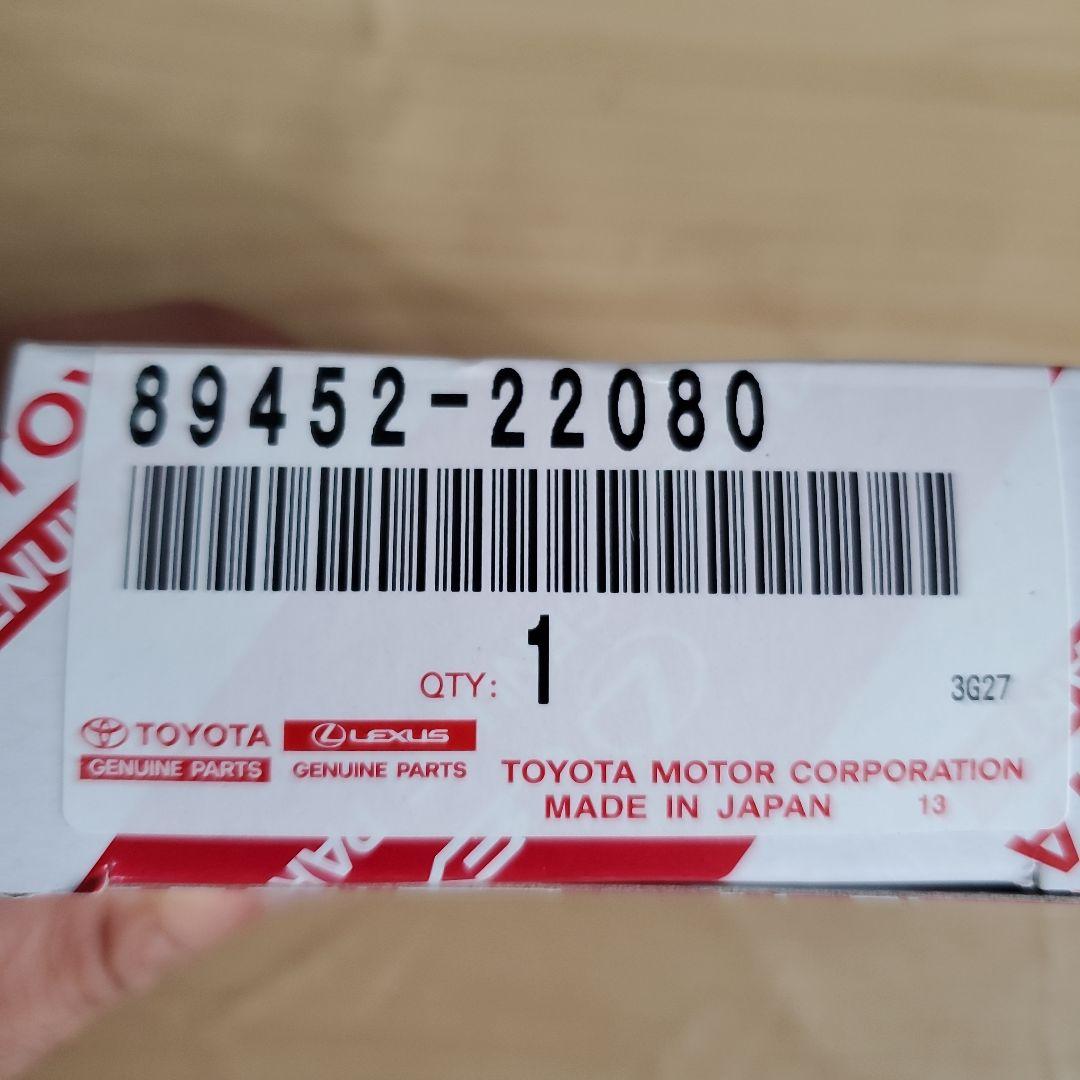 89452-22080
QTY: 1
3G27
TOYOTA LEXUS
GENUINE PARTS GENUINE PARTS
TOYOTA MOTOR CORPORATION
MADE IN JAPAN 13